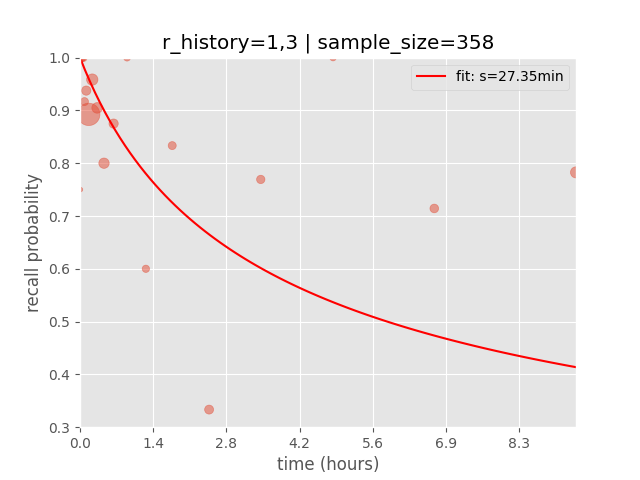 r_history=1,3 | sample_size=358
fit: s=27.35min
recall probability
1.0
0.9
0.8
0.7
0.6
0.5
0.4
0.3
0.0 1.4 2.8 4.2 5.6 6.9 8.3
time (hours)